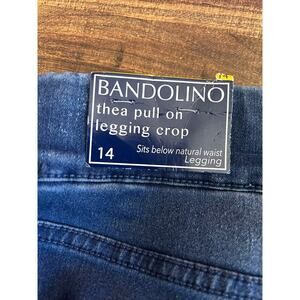 BANDOLINO
thea pull on
legging crop
14
Sits below natural waist
Legging